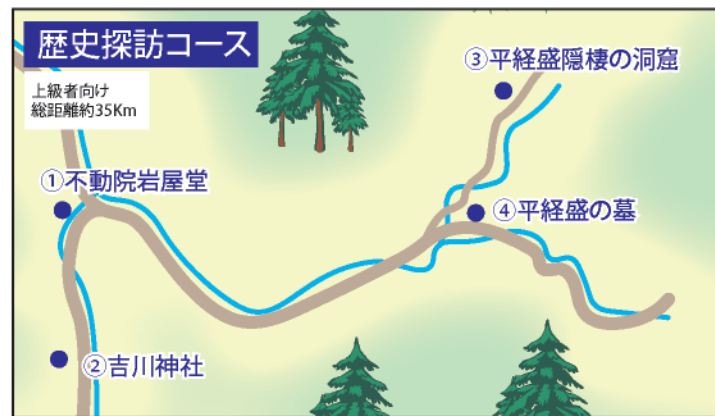 歴史探訪コース
上級者向け
総距離約35Km
③平経盛隠棲の洞窟
①不動院岩屋堂
④平経盛の墓
②吉川神社